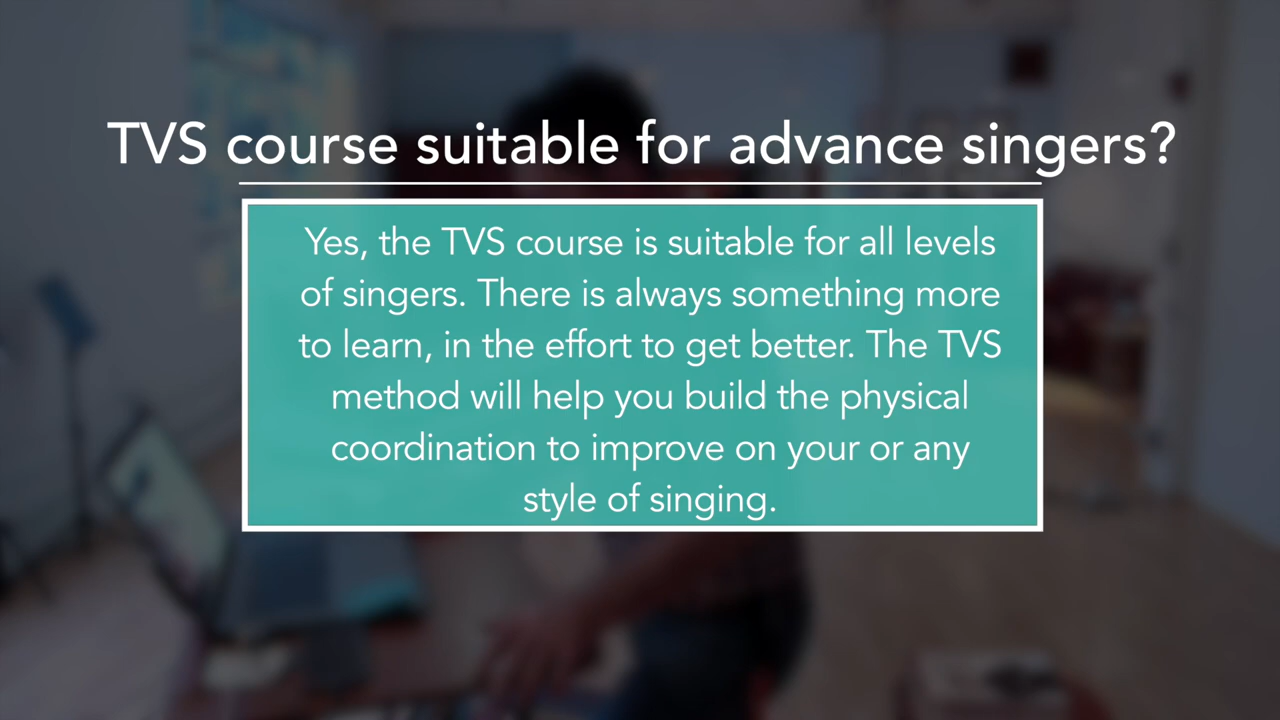 TVS course suitable for advance singers?
Yes, the TVS course is suitable for all levels
of singers. There is always something more
to learn, in the effort to get better. The TVS
method will help you build the physical
coordination to improve on your or any
style of singing.